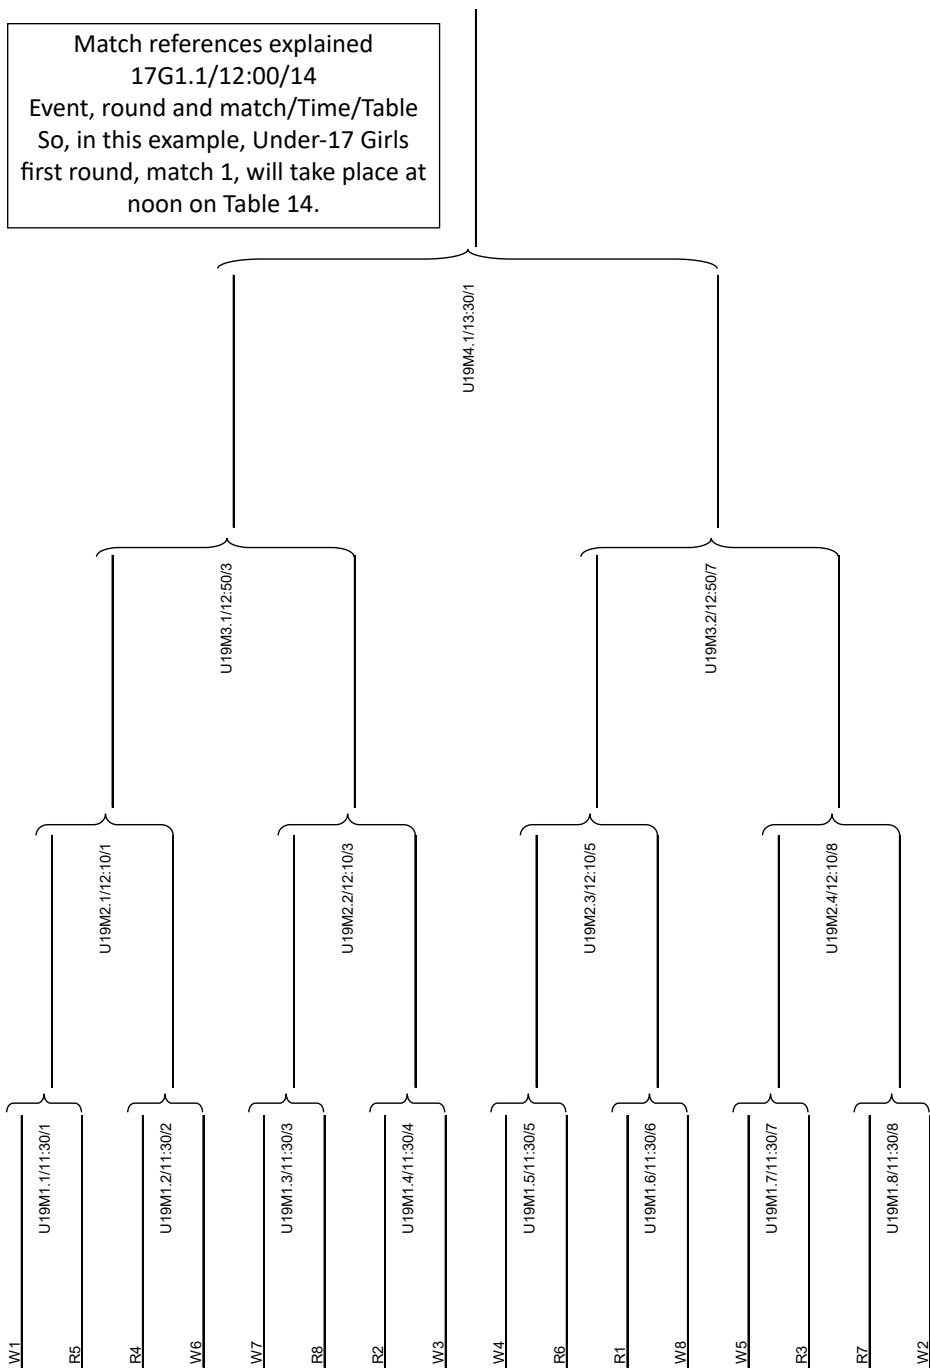 Match references explained
17G1.1/12:00/14
Event, round and match/Time/Table
So, in this example, Under-17 Girls
first round, match 1, will take place at
noon on Table 14.
U19M4.1/13:30/1
U19M3.1/12:50/3
U19M3.2/12:50/7
U19M2.1/12:10/1
U19M2.2/12:10/3
U19M2.3/12:10/5
U19M2.4/12:10/8
U19M1.1/11:30/1
U19M1.2/11:30/2
U19M1.3/11:30/3
U19M1.4/11:30/4
U19M1.5/11:30/5
U19M1.6/11:30/6
U19M1.7/11:30/7
U19M1.8/11:30/8
W1
R5
R4
W6
W7
R8
R2
W3
W4
R6
R1
W8
W5
R3
R7
W2